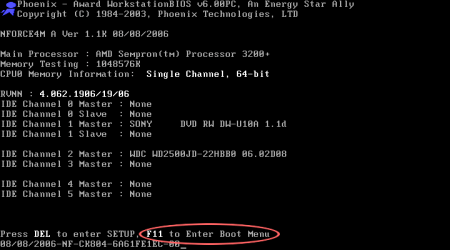 Phoenix - Award WorkstationBIOS v6.00PC, An Energy Star Ally
Copyright (C) 1984-2003, Phoenix Technologies, LTD
NFORCE4M A Ver 1.1K 08/08/2006
Main Processor : AMD Sempron(tm) Processor 3200+
Memory Testing : 1048576K
CPU0 Memory Information: Single Channel, 64-bit
RVNN : 4.062.1906/19/06
IDE Channel 0 Master : None
IDE Channel 0 Slave : None
IDE Channel 1 Master : SONY DVD RW DW-U10A 1.1d
IDE Channel 1 Slave : None
IDE Channel 2 Master : WDC WD2500JD-22HBB0 06.02D08
IDE Channel 3 Master : None
IDE Channel 4 Master : None
IDE Channel 5 Master : None
Press DEL to enter SETUP, F11 to Enter Boot Menu
08/08/2006-NF-CK804-6A61FE1EC-00